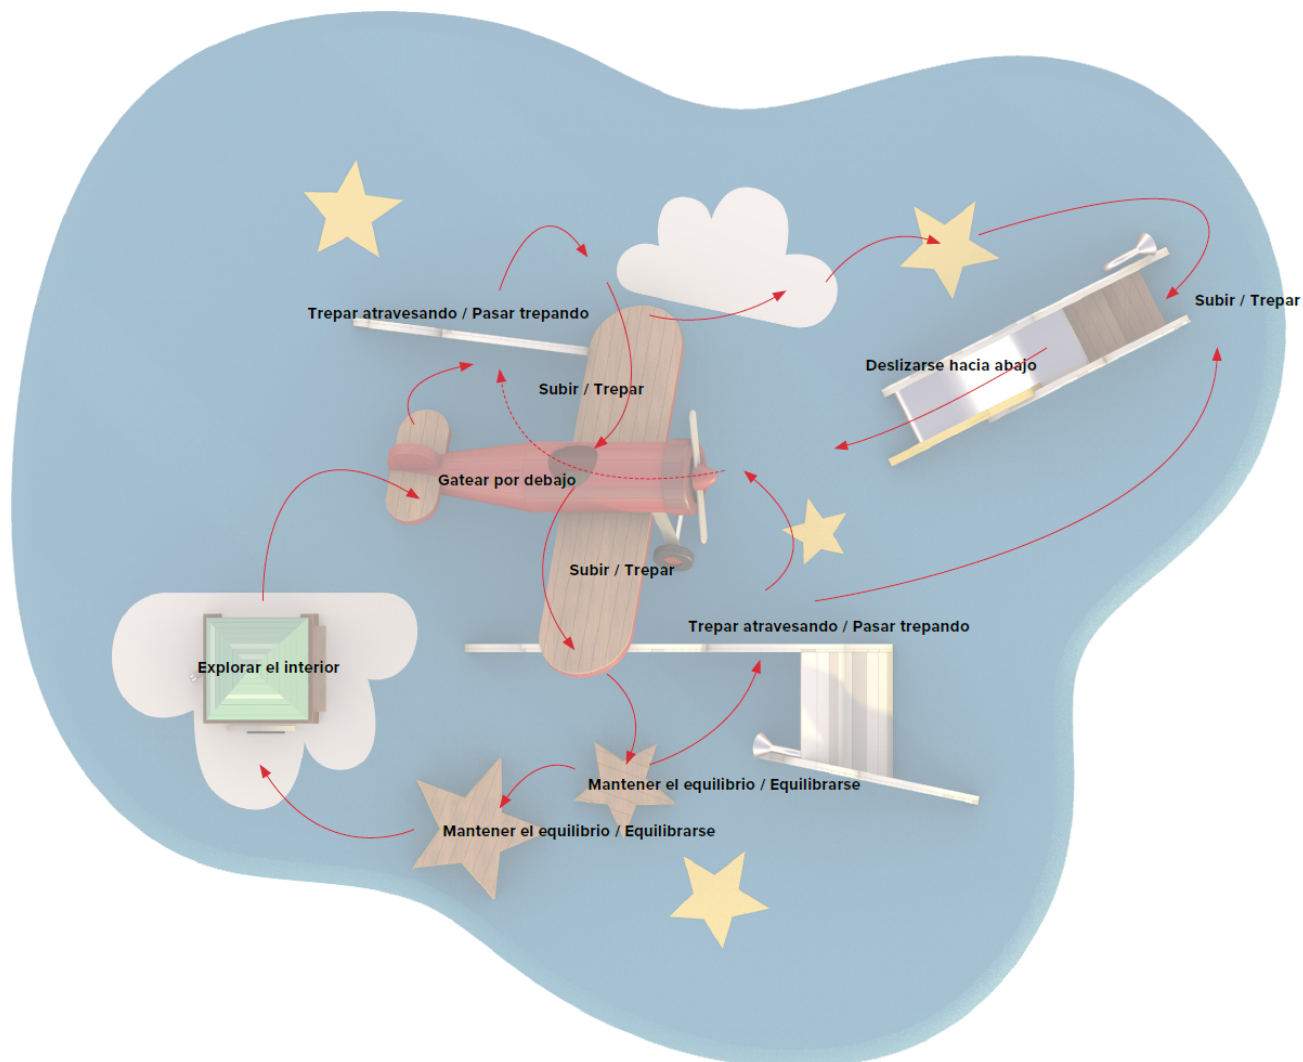 Subir / Trepar
Trepar atravesando / Pasar trepando
Deslizarse hacia abajo
Subir / Trepar
Gatear por debajo
Subir / Trepar
Trepar atravesando / Pasar trepando
Explorar el interior
Mantener el equilibrio / Equilibrarse
Mantener el equilibrio / Equilibrarse